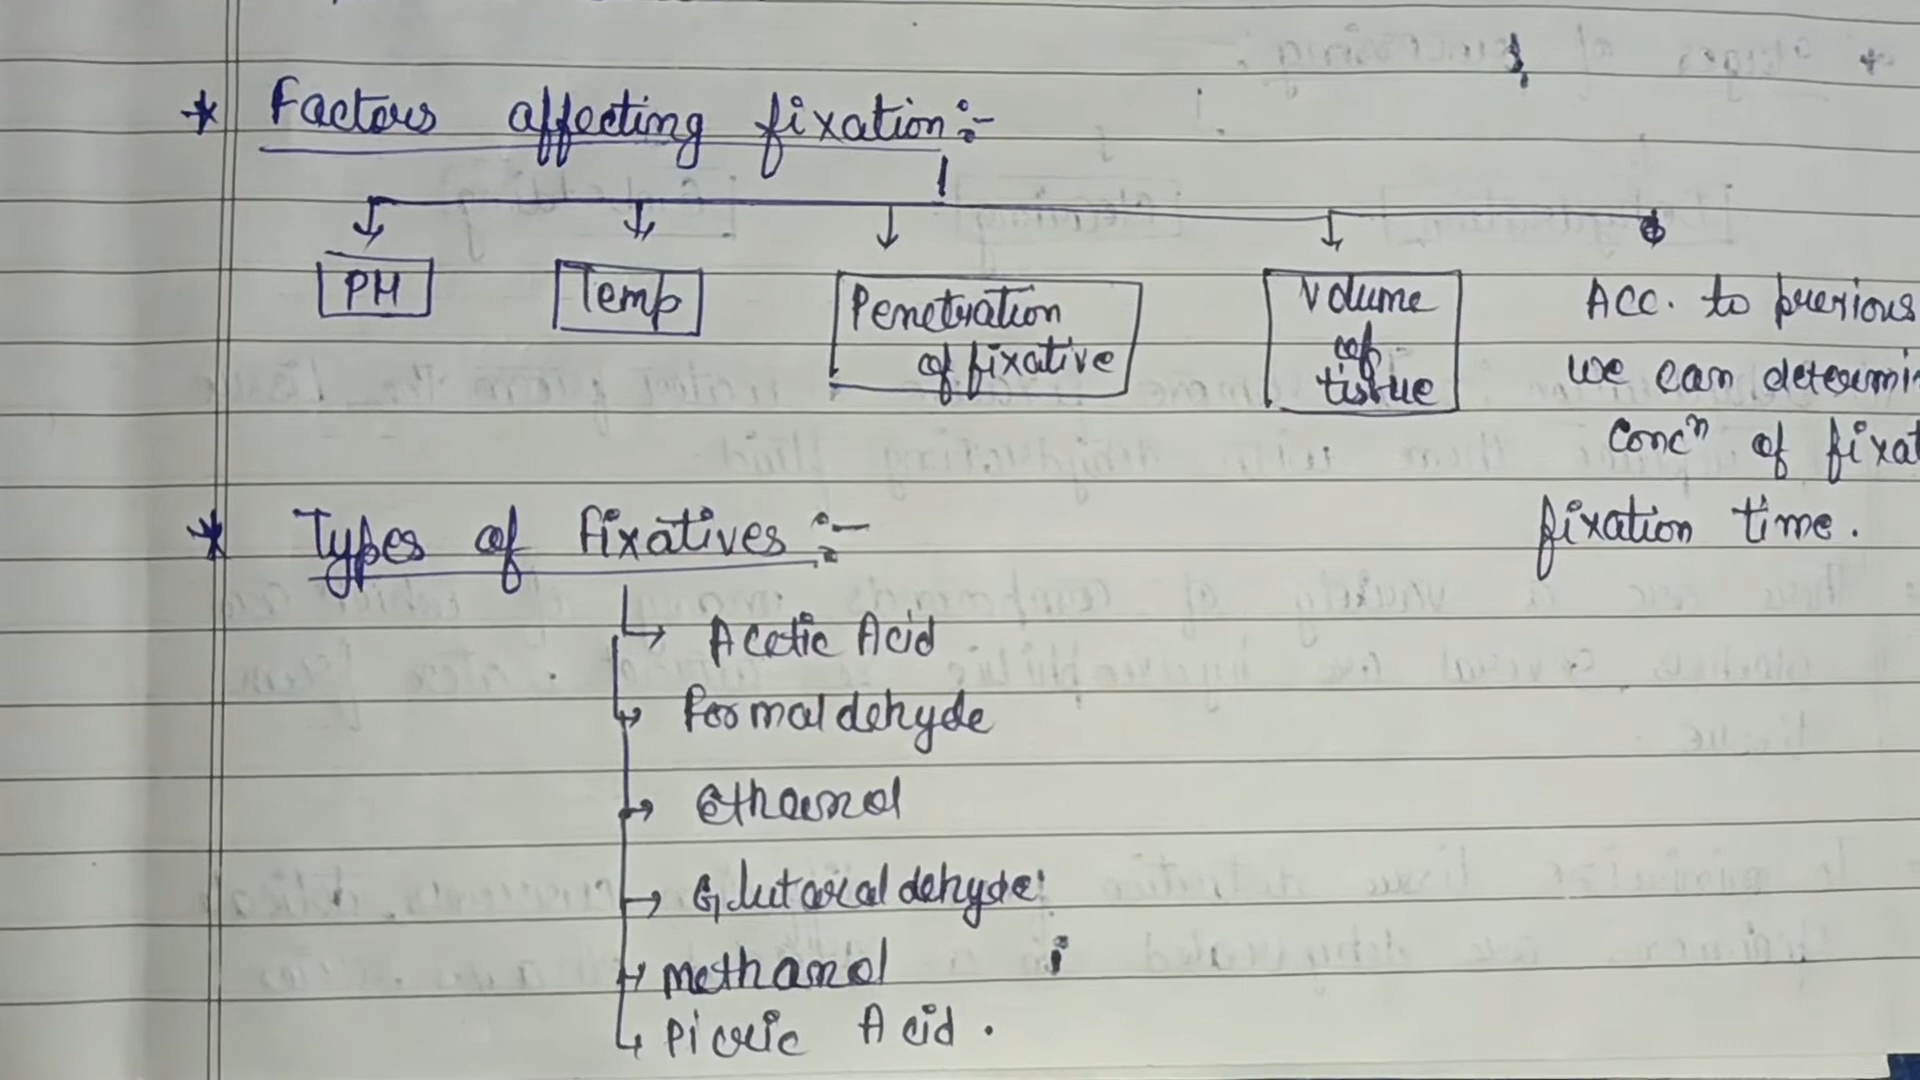 * Factors affecting fixation :-
PH
Temp
Penetration
of fixative
Volume
of
tissue
Acc. to previous
we can determi
concⁿ of fixat
fixation time.
* Types of fixatives :-
Acetic Acid
Formaldehyde
Ethanol
Glutaraldehyde
methanol
Picric Acid.